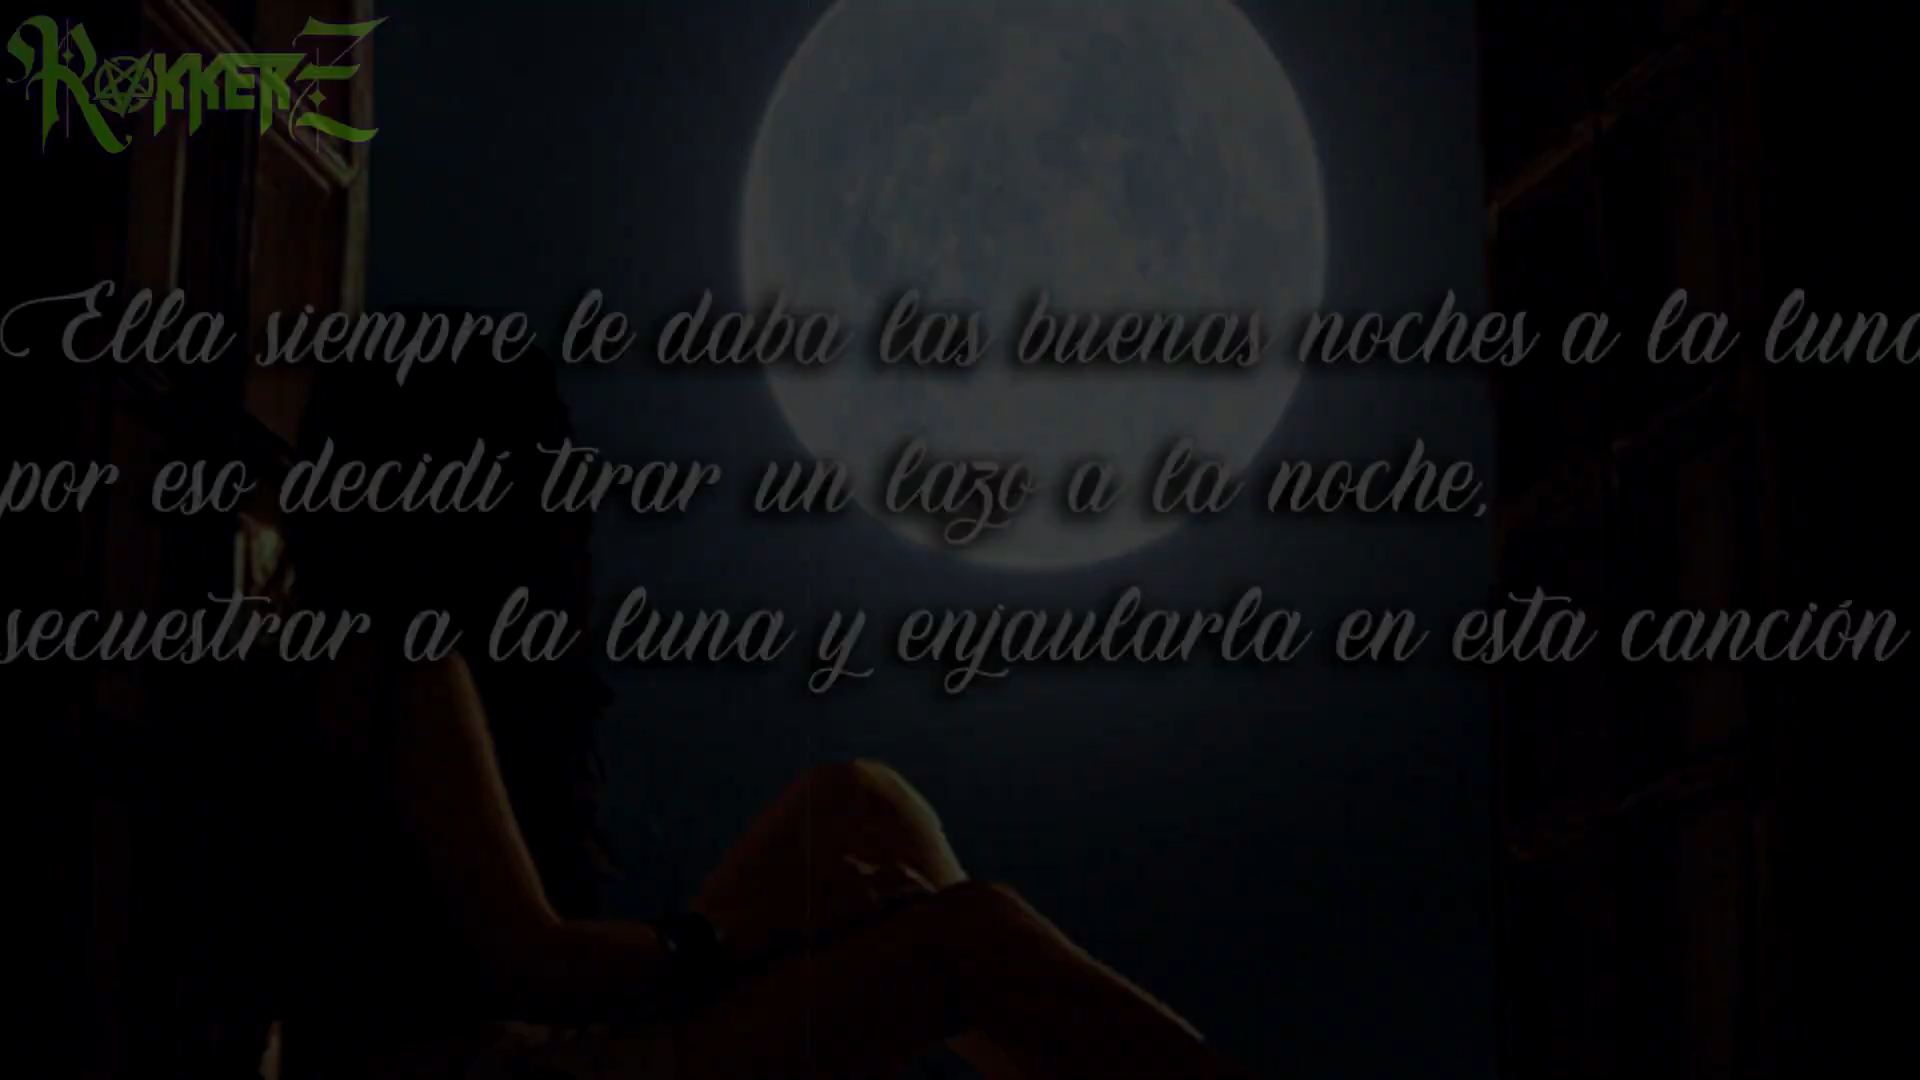 RokkerZ
Ella siempre le daba las buenas noches a la luna
por eso decidí tirar un lazo a la noche,
secuestrar a la luna y enjaularla en esta canción